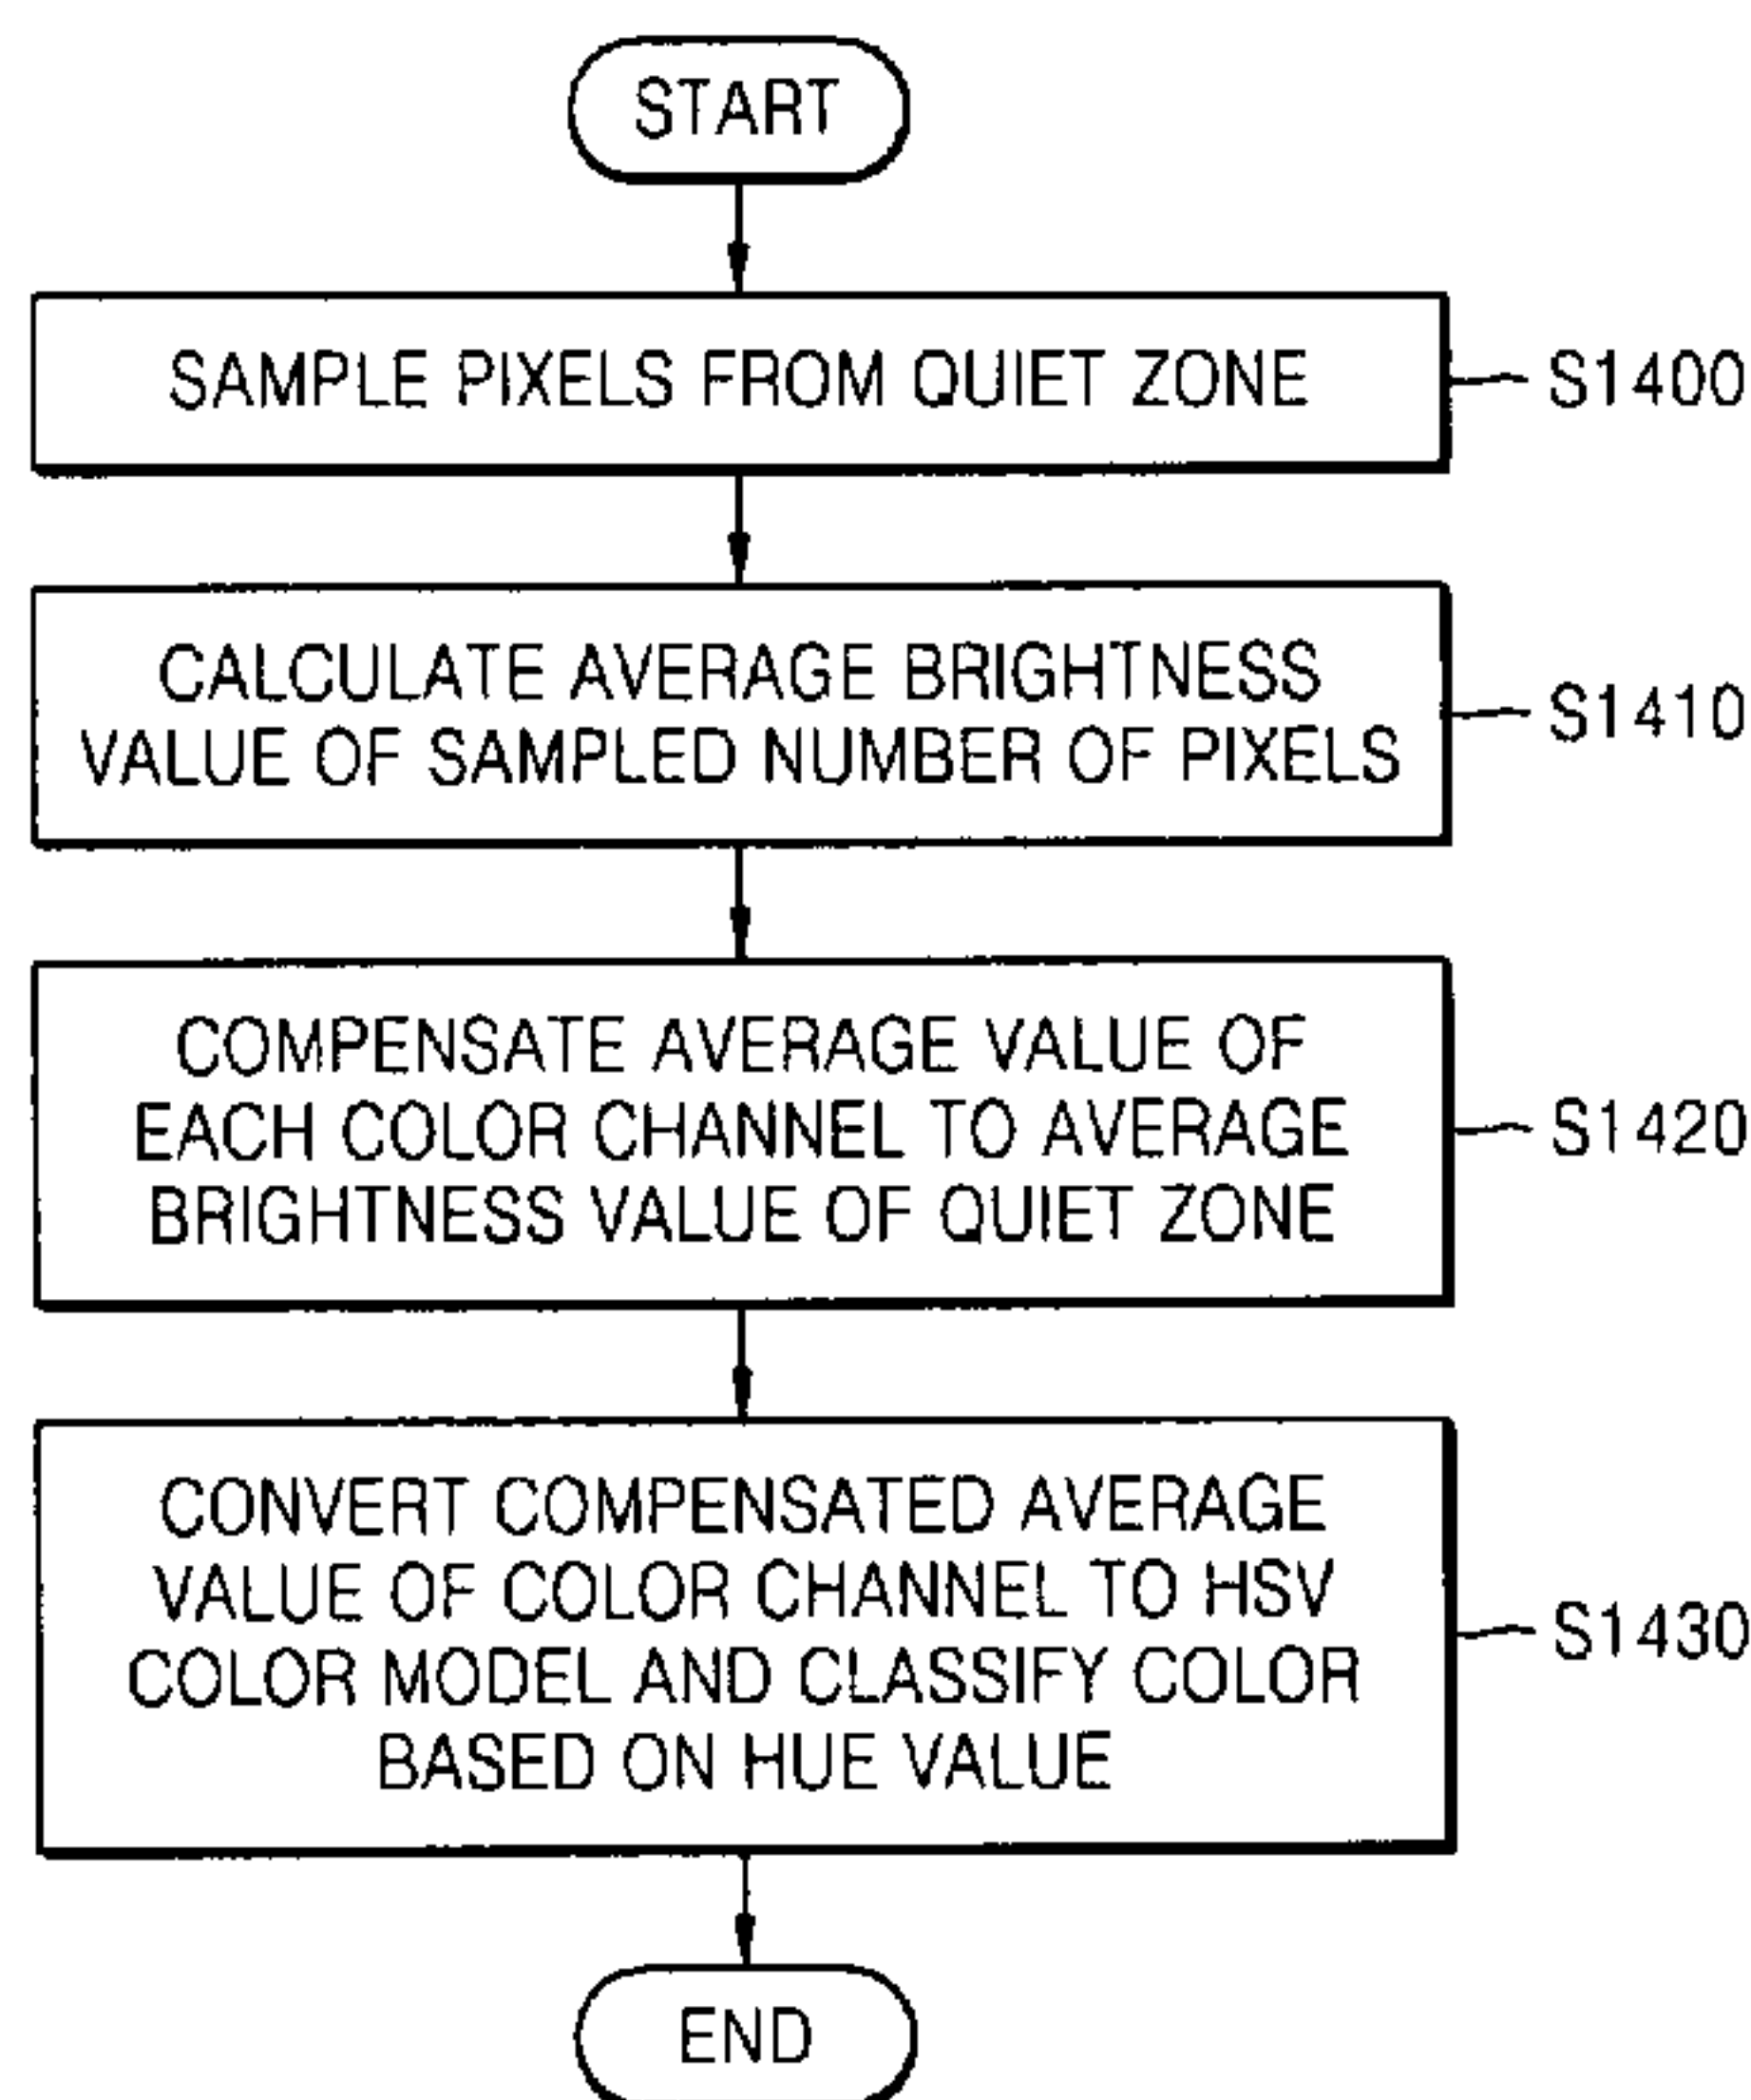 START
SAMPLE PIXELS FROM QUIET ZONE
S1400
CALCULATE AVERAGE BRIGHTNESS
VALUE OF SAMPLED NUMBER OF PIXELS
S1410
COMPENSATE AVERAGE VALUE OF
EACH COLOR CHANNEL TO AVERAGE
BRIGHTNESS VALUE OF QUIET ZONE
S1420
CONVERT COMPENSATED AVERAGE
VALUE OF COLOR CHANNEL TO HSV
COLOR MODEL AND CLASSIFY COLOR
BASED ON HUE VALUE
S1430
END